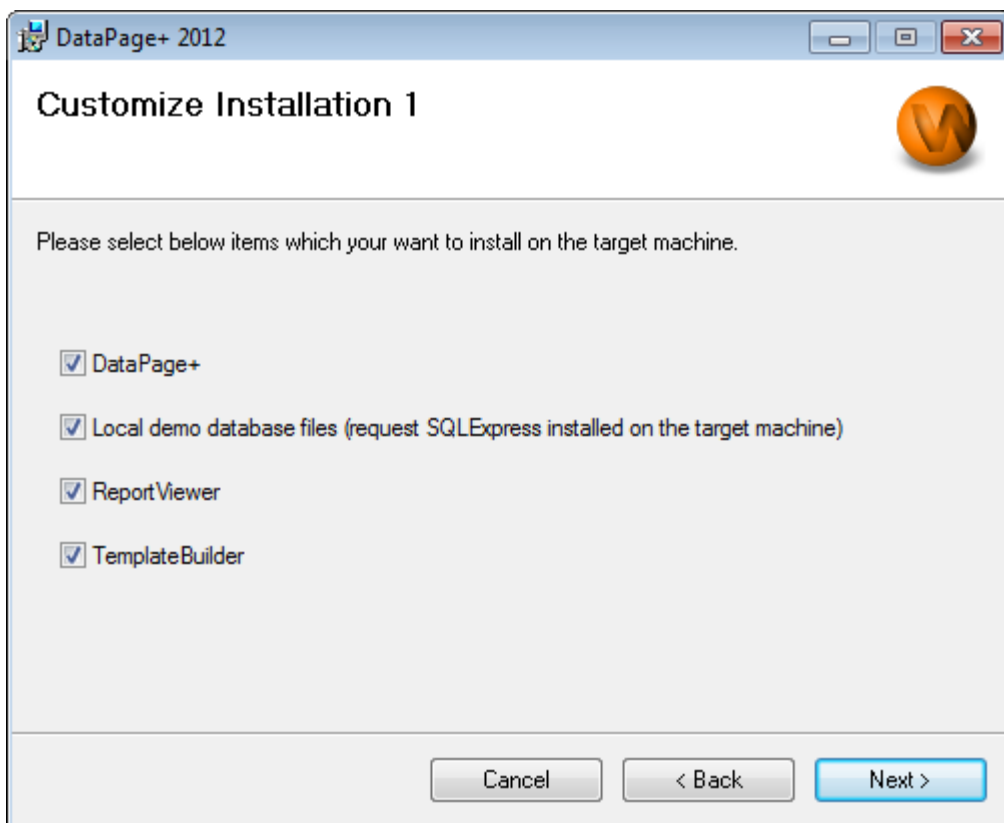 DataPage+ 2012
Customize Installation 1
W
Please select below items which your want to install on the target machine.
DataPage+
Local demo database files (request SQLExpress installed on the target machine)
ReportViewer
TemplateBuilder
Cancel
< Back
Next >